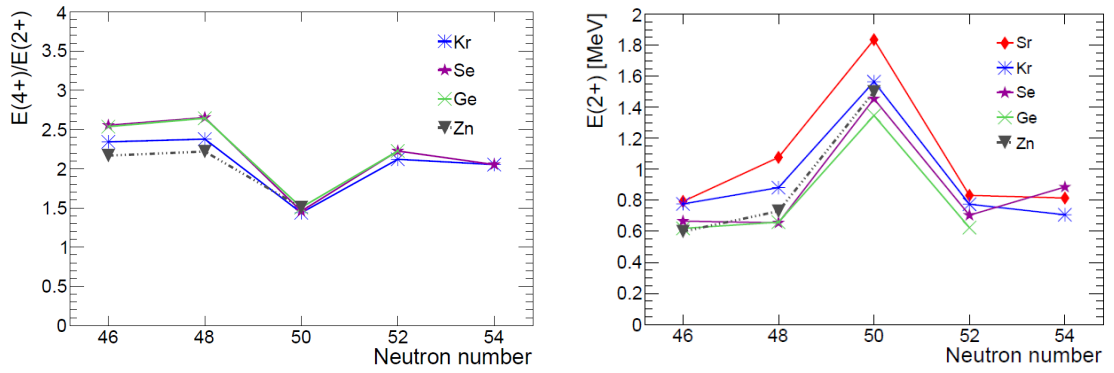 E(4+)/E(2+)
4
3.5
3
2.5
2
1.5
1
0.5
0
Kr
Se
Ge
Zn
46 48 50 52 54
Neutron number
E(2+) [MeV]
2
1.8
1.6
1.4
1.2
1
0.8
0.6
0.4
0.2
0
Sr
Kr
Se
Ge
Zn
46 48 50 52 54
Neutron number